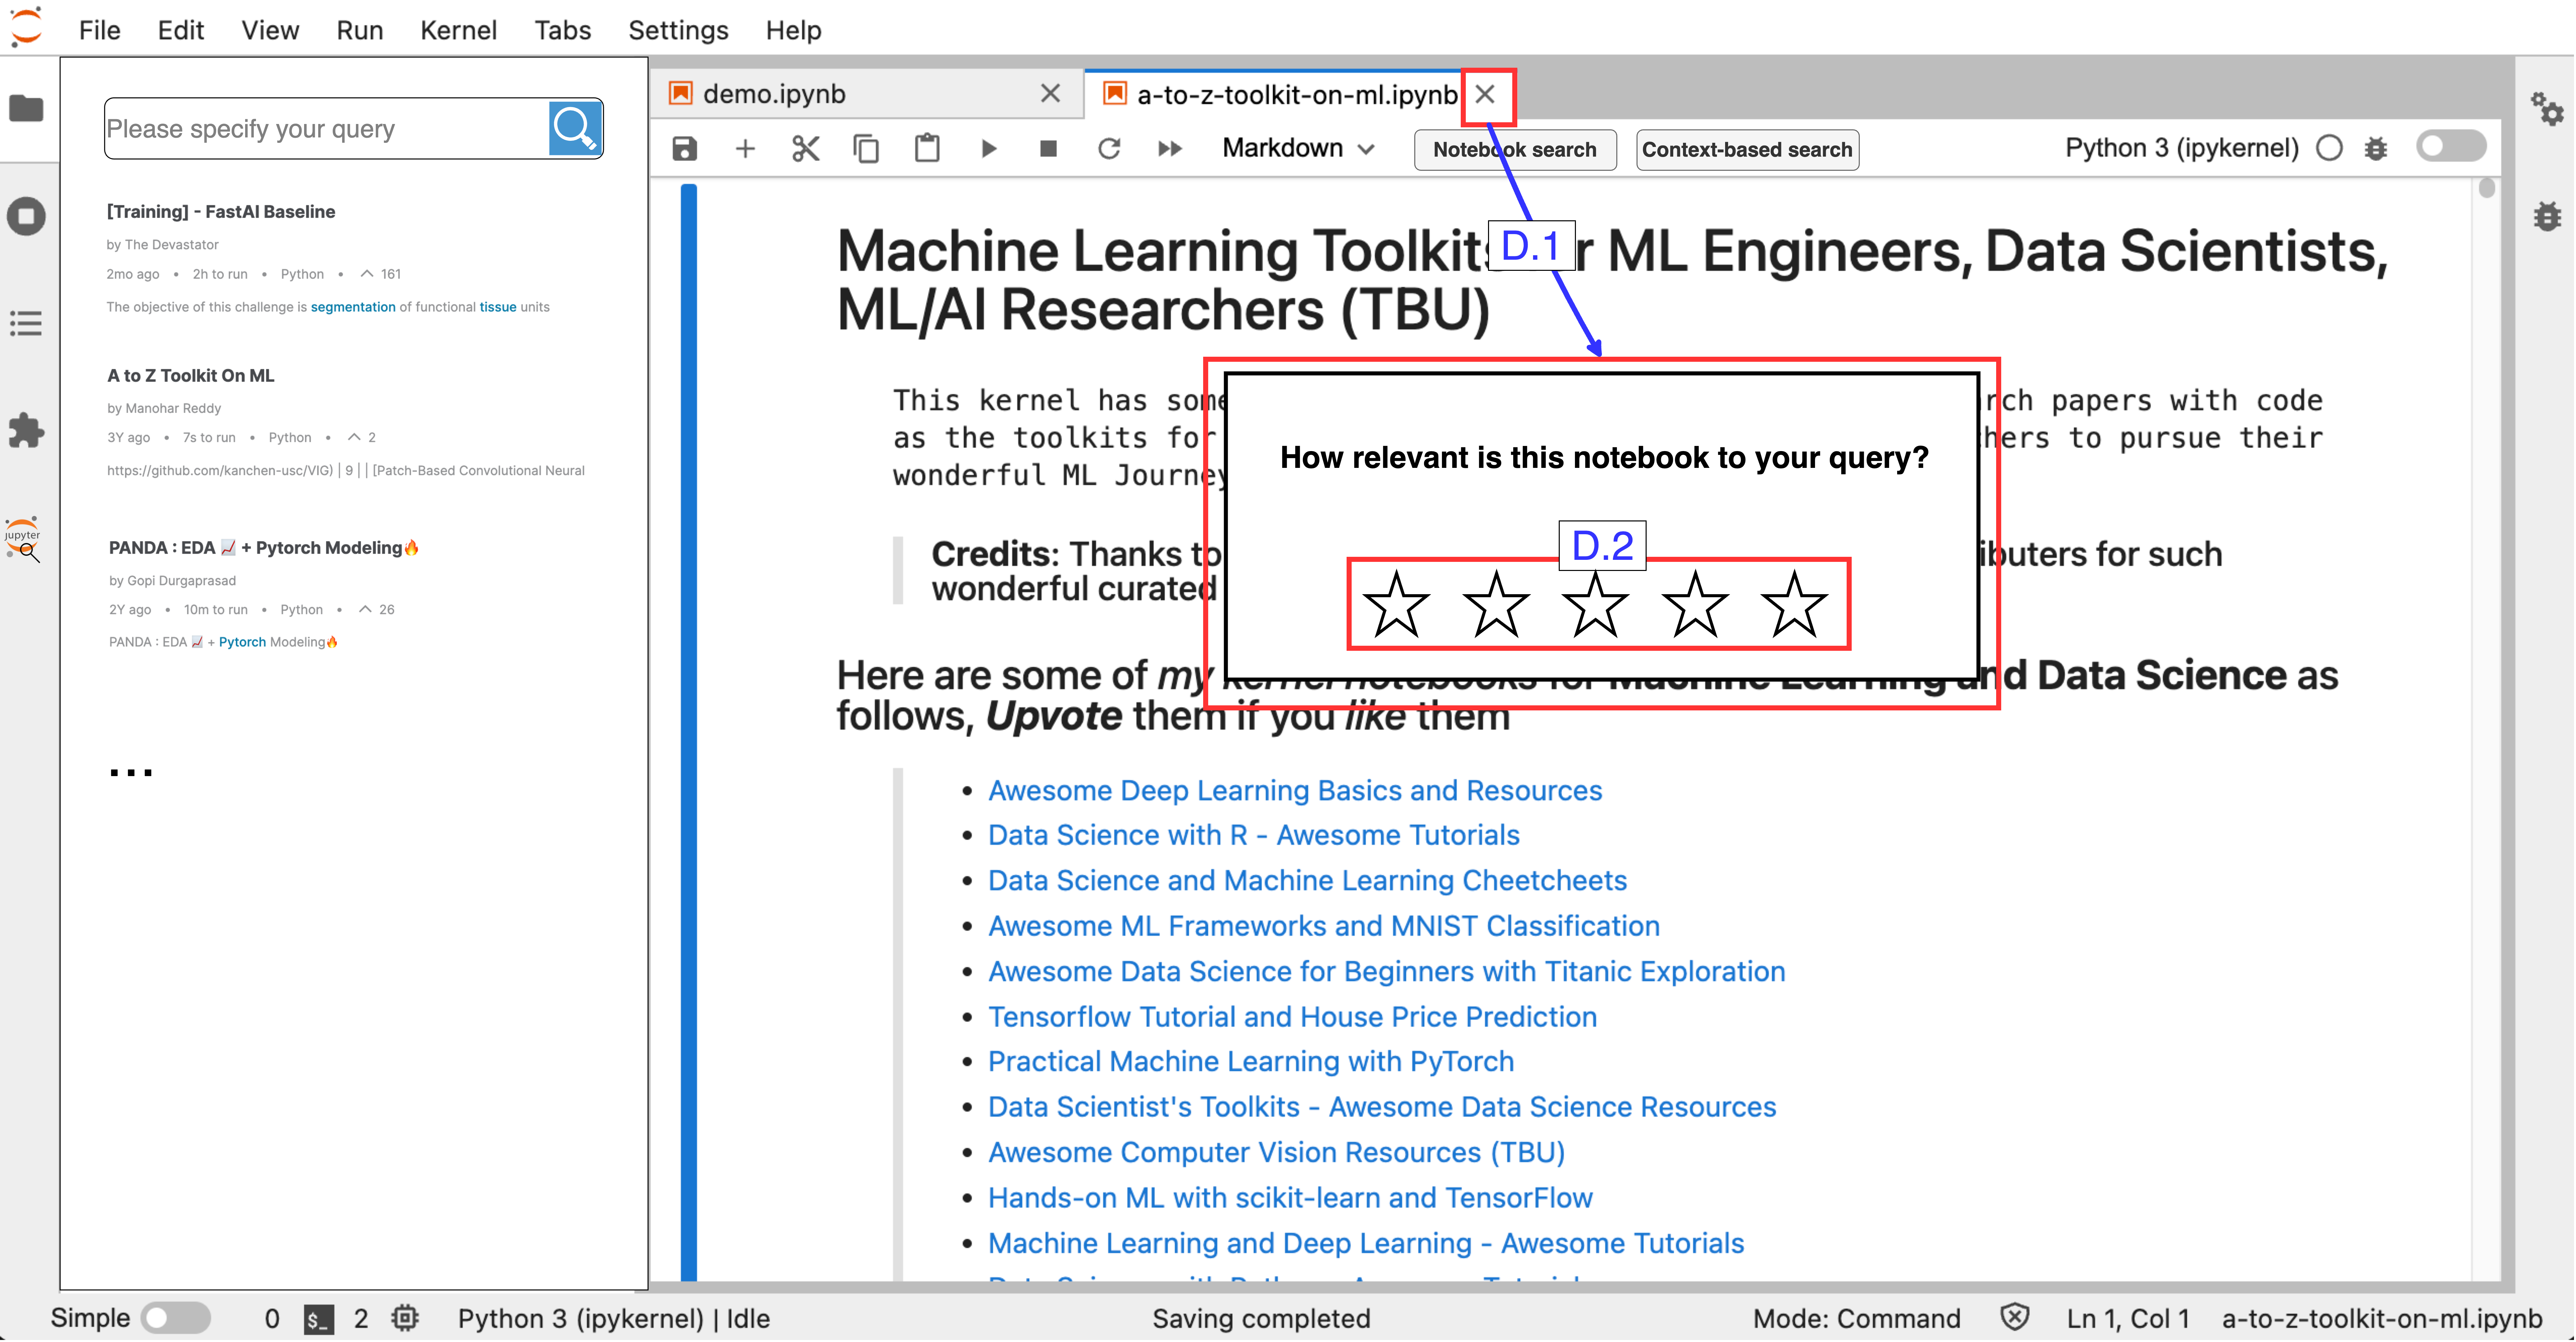 File Edit View Run Kernel Tabs Settings Help
Please specify your query
[Training] - FastAI Baseline
by The Devastator
2mo ago • 2h to run • Python • 161
The objective of this challenge is segmentation of functional tissue units
A to Z Toolkit On ML
by Manohar Reddy
3Y ago • 7s to run • Python • 2
https://github.com/kanchen-usc/VIG) | 9 | | [Patch-Based Convolutional Neural
PANDA : EDA 📈 + Pytorch Modeling🔥
by Gopi Durgaprasad
2Y ago • 10m to run • Python • 26
PANDA : EDA 📈 + Pytorch Modeling🔥
...
jupyter
demo.ipynb
a-to-z-toolkit-on-ml.ipynb
Markdown
Notebook search
Context-based search
Python 3 (ipykernel)
Machine Learning Toolkits r ML Engineers, Data Scientists,
D.1
ML/AI Researchers (TBU)
This kernel has some rch papers with code
as the toolkits for hers to pursue their
wonderful ML Journey
How relevant is this notebook to your query?
D.2
Credits: Thanks to ibuters for such
wonderful curated
Here are some of my kernel notebooks for Machine Learning and Data Science as
follows, Upvote them if you like them
• Awesome Deep Learning Basics and Resources
• Data Science with R - Awesome Tutorials
• Data Science and Machine Learning Cheetcheets
• Awesome ML Frameworks and MNIST Classification
• Awesome Data Science for Beginners with Titanic Exploration
• Tensorflow Tutorial and House Price Prediction
• Practical Machine Learning with PyTorch
• Data Scientist's Toolkits - Awesome Data Science Resources
• Awesome Computer Vision Resources (TBU)
• Hands-on ML with scikit-learn and TensorFlow
• Machine Learning and Deep Learning - Awesome Tutorials
Simple 0 $_ 2 Python 3 (ipykernel) | Idle Saving completed Mode: Command Ln 1, Col 1 a-to-z-toolkit-on-ml.ipynb